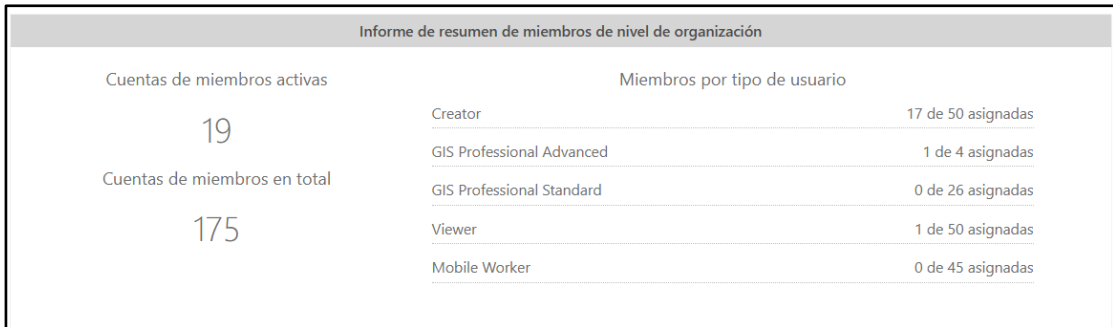 Informe de resumen de miembros de nivel de organización
Cuentas de miembros activas
19
Cuentas de miembros en total
175
Miembros por tipo de usuario
Creator 17 de 50 asignadas
GIS Professional Advanced 1 de 4 asignadas
GIS Professional Standard 0 de 26 asignadas
Viewer 1 de 50 asignadas
Mobile Worker 0 de 45 asignadas